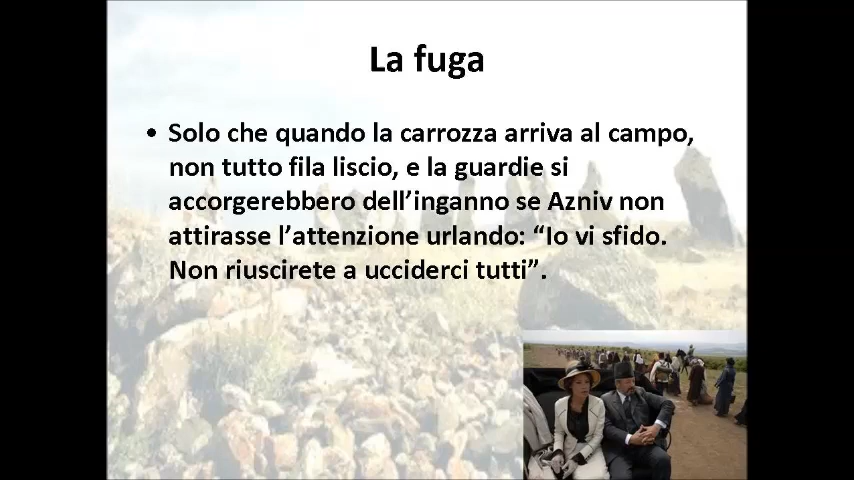 La fuga
• Solo che quando la carrozza arriva al campo,
non tutto fila liscio, e la guardie si
accorgerebbero dell’inganno se Azniv non
attirasse l’attenzione urlando: “Io vi sfido.
Non riuscirete a ucciderci tutti”.